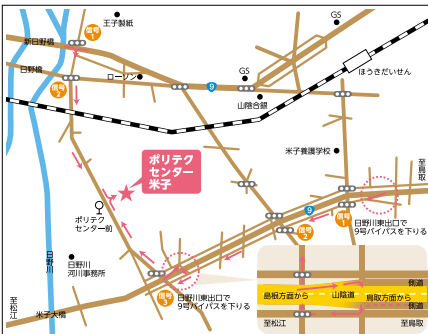 王子製紙
GS
信号
1
新日野橋
日野橋
ローソン
GS
9
ほうきだいせん
信号
2
山陰合銀
米子養護学校
至鳥取
ポリテク
センター
米子
ポリテク
センター前
9
信号
1
信号
2
日野川東出口で
9号バイパスを下りる
日野川
日野川
河川事務所
至松江
米子大橋
信号
3
日野川東出口で
9号バイパスを下りる
側道
島根方面から
山陰道
鳥取方面から
側道
至松江
至鳥取